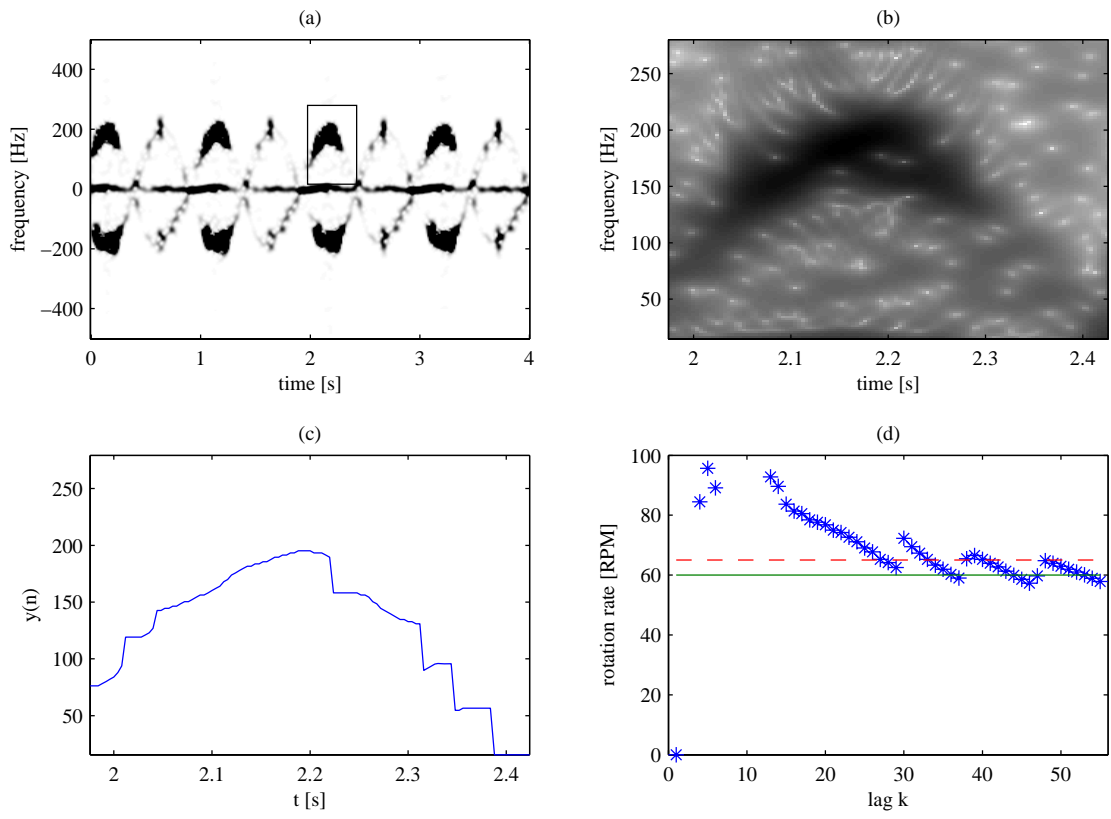 (a)
frequency [Hz]
400
200
0
−200
−400
0 1 2 3 4
time [s]
(b)
frequency [Hz]
250
200
150
100
50
2 2.1 2.2 2.3 2.4
time [s]
(c)
y(n)
250
200
150
100
50
2 2.1 2.2 2.3 2.4
t [s]
(d)
rotation rate [RPM]
100
80
60
40
20
0
0 10 20 30 40 50
lag k